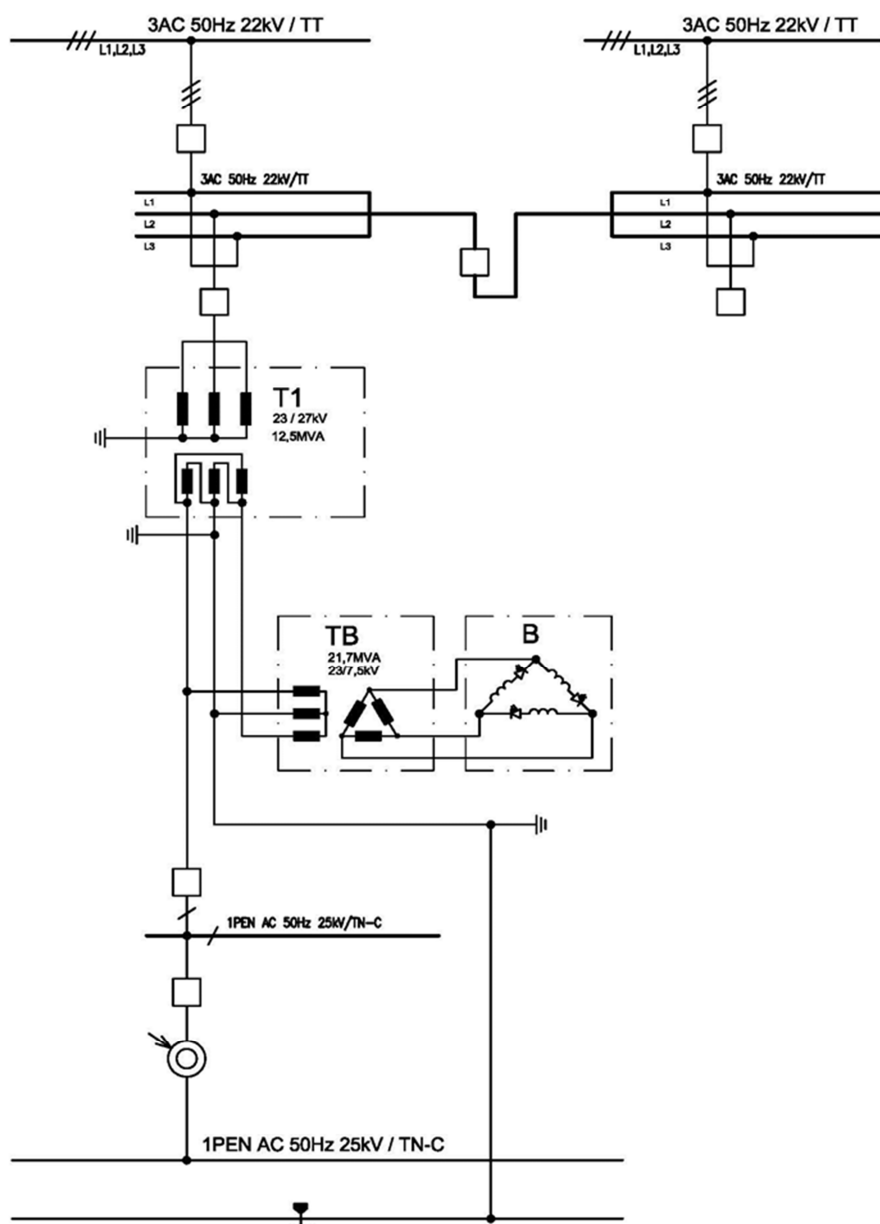 3AC 50Hz 22kV / TT
L1,L2,L3
3AC 50Hz 22kV / TT
L1,L2,L3
3AC 50Hz 22kV/TT
L1
L2
L3
3AC 50Hz 22kV/TT
L1
L2
L3
T1
23 / 27kV
12,5MVA
TB
21,7MVA
23/7,5kV
B
1PEN AC 50Hz 25kV/TN-C
1PEN AC 50Hz 25kV / TN-C